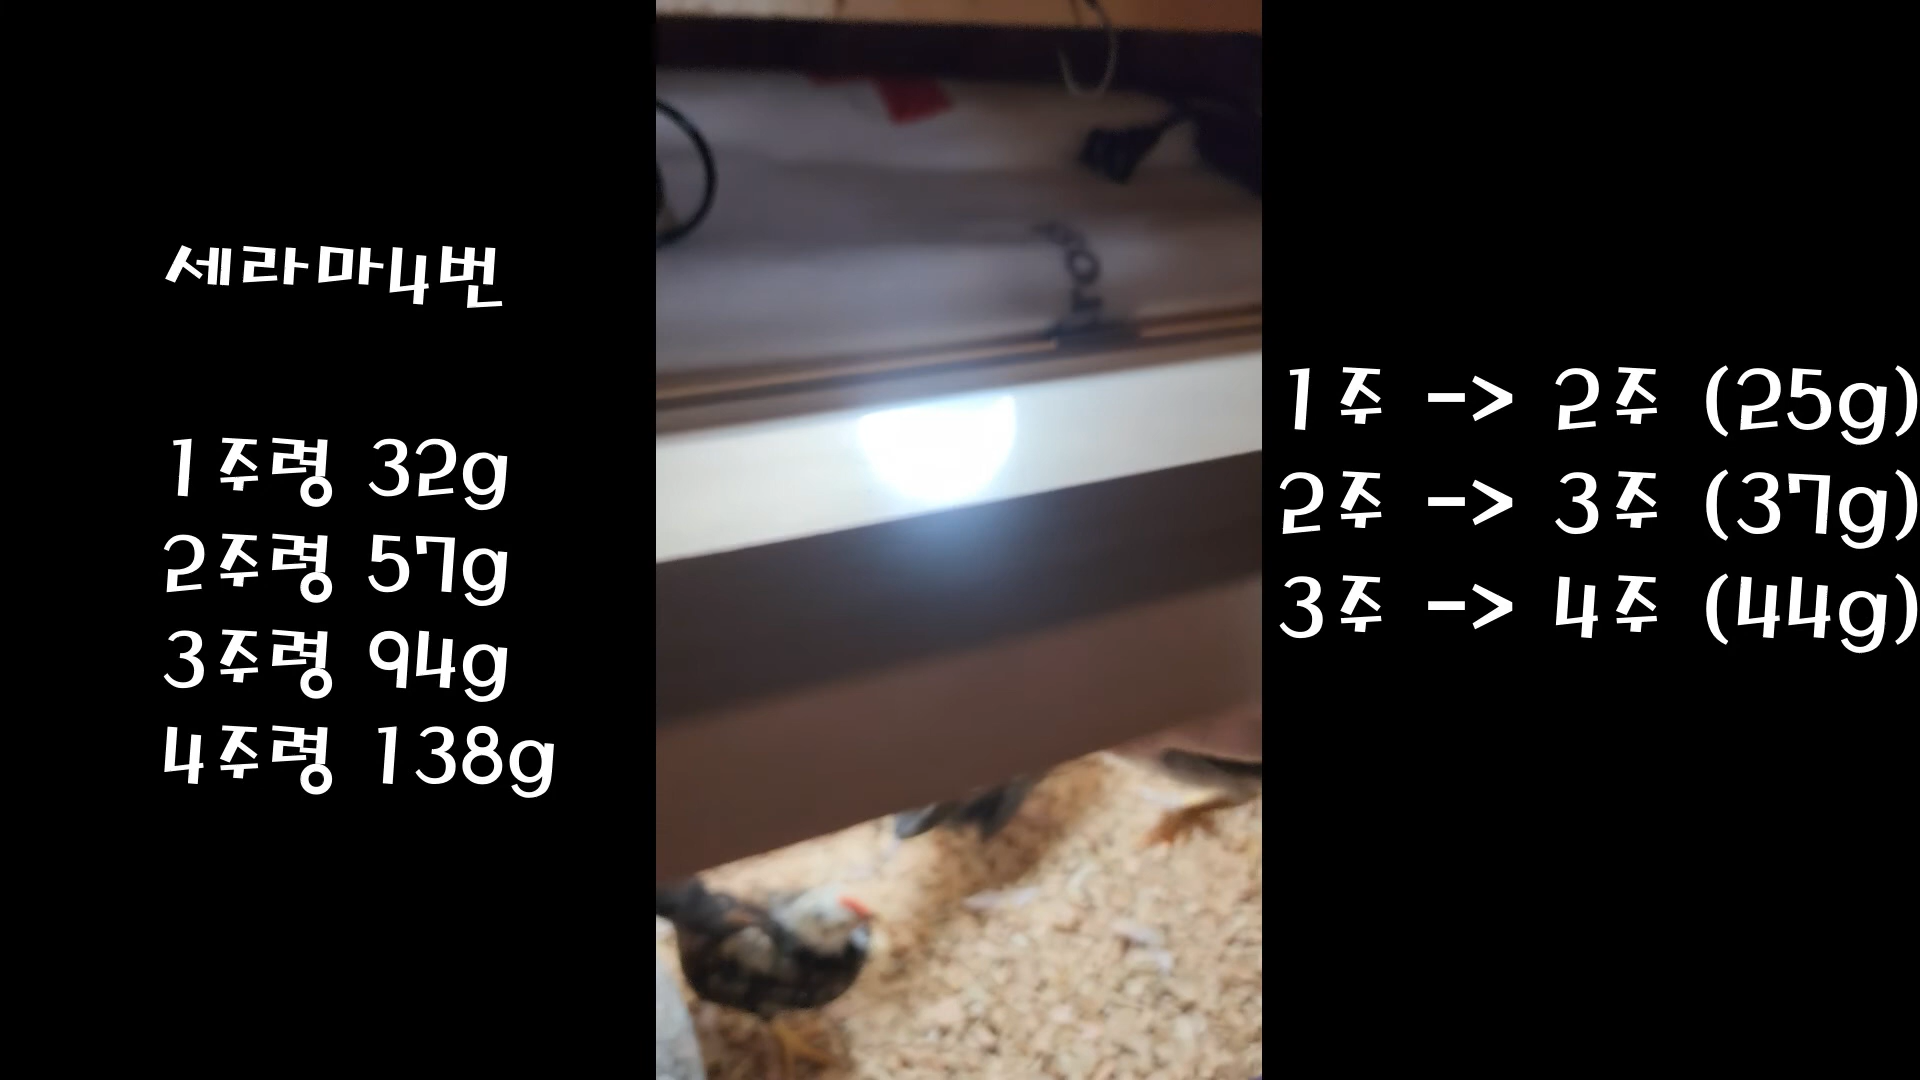 세라마4번
1주령 32g
2주령 57g
3주령 94g
4주령 138g
1주 -> 2주 (25g)
2주 -> 3주 (37g)
3주 -> 4주 (44g)